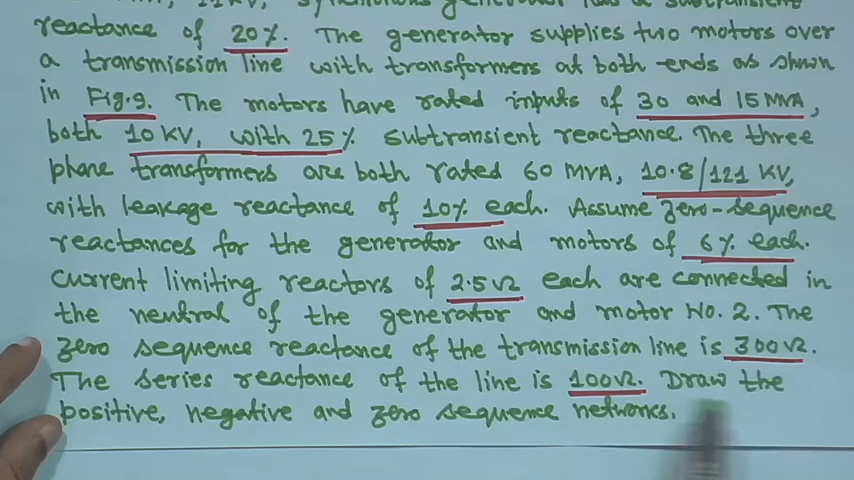 reactance of 20%. The generator supplies two motors over
a transmission line with transformers at both ends as shown
in Fig.9. The motors have rated inputs of 30 and 15 MVA,
both 10 KV, with 25% subtransient reactance. The three
phase transformers are both rated 60 MVA, 10.8/121 KV,
with leakage reactance of 10% each. Assume zero-sequence
reactances for the generator and motors of 6% each.
Current limiting reactors of 2.5 Ω each are connected in
the neutral of the generator and motor No. 2. The
zero sequence reactance of the transmission line is 300 Ω.
The series reactance of the line is 100 Ω. Draw the
positive, negative and zero sequence networks.